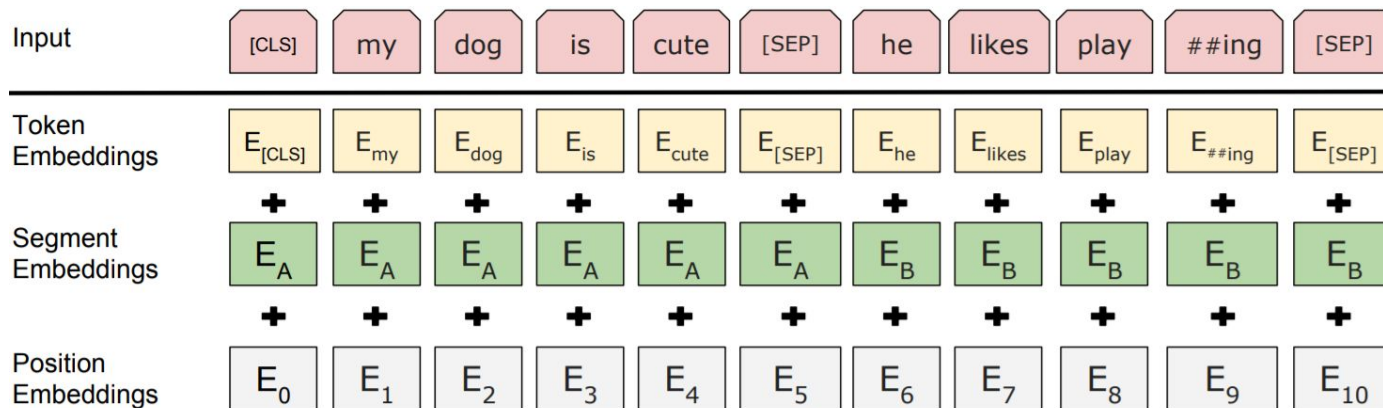 Input [CLS] my dog is cute [SEP] he likes play ##ing [SEP]
Token Embeddings E[CLS] Emy Edog Eis Ecute E[SEP] Ehe Elikes Eplay E##ing E[SEP]
+ + + + + + + + + + +
Segment Embeddings EA EA EA EA EA EA EB EB EB EB EB
+ + + + + + + + + + +
Position Embeddings E0 E1 E2 E3 E4 E5 E6 E7 E8 E9 E10